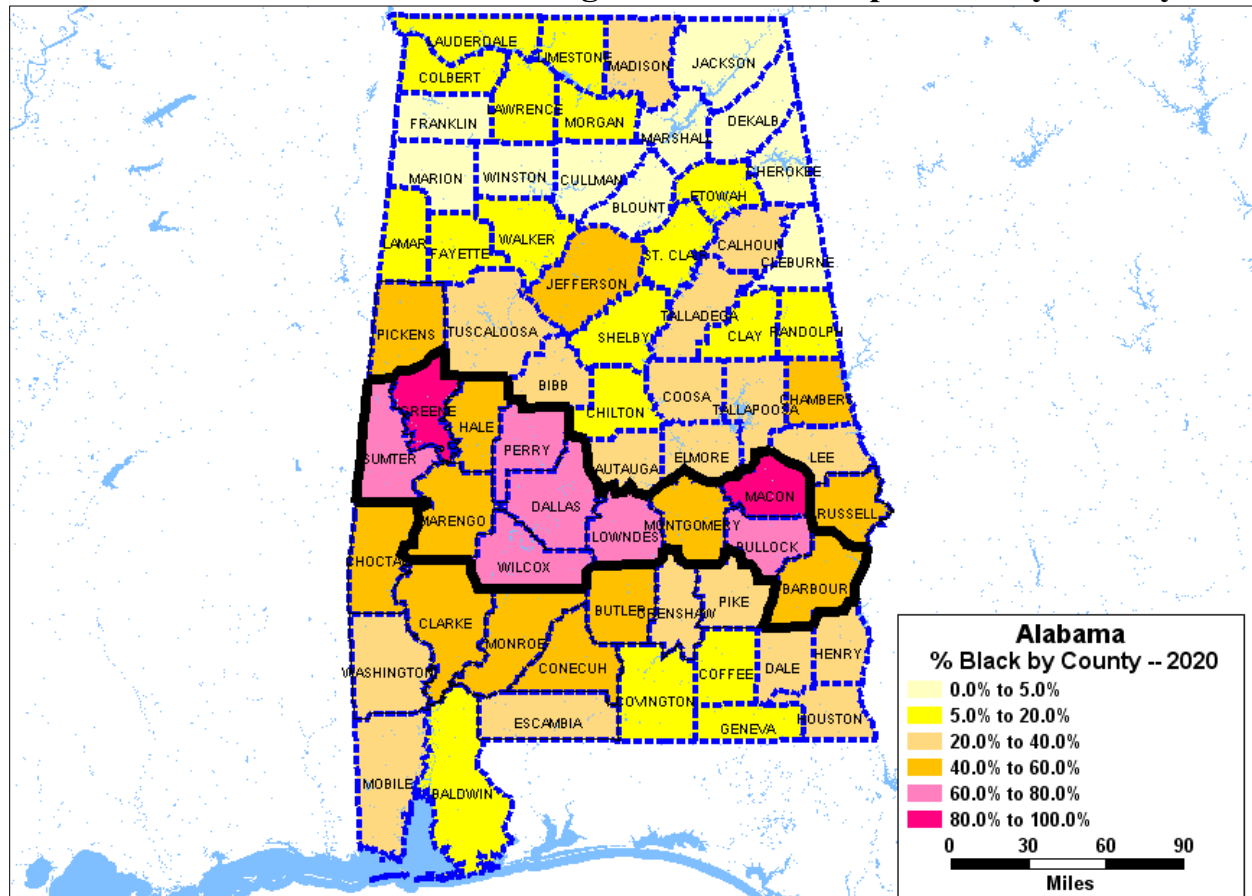 LAUDERDALE
LIMESTONE
MADISON
JACKSON
COLBERT
LAWRENCE
MORGAN
FRANKLIN
DEKALB
MARSHALL
MARION
WINSTON
CULLMAN
CHEROKEE
BLOUNT
ETOWAH
LAMAR
FAYETTE
WALKER
ST. CLAIR
CALHOUN
CLEBURNE
JEFFERSON
PICKENS
TUSCALOOSA
SHELBY
TALLADEGA
CLAY
RANDOLPH
BIBB
COOSA
CHAMBER
GREENE
HALE
CHILTON
TALLAPOOSA
SUMTER
PERRY
AUTAUGA
ELMORE
LEE
MACON
DALLAS
MARENGO
LOWNDES
MONTGOMERY
RUSSELL
BULLOCK
CHOCTAW
WILCOX
BARBOUR
CLARKE
BUTLER
CRENSHAW
PIKE
MONROE
CONECUH
WASHINGTON
COFFEE
DALE
HENRY
COVINGTON
ESCAMBIA
GENEVA
HOUSTON
MOBILE
BALDWIN
Alabama
% Black by County -- 2020
0.0% to 5.0%
5.0% to 20.0%
20.0% to 40.0%
40.0% to 60.0%
60.0% to 80.0%
80.0% to 100.0%
0 30 60 90
Miles